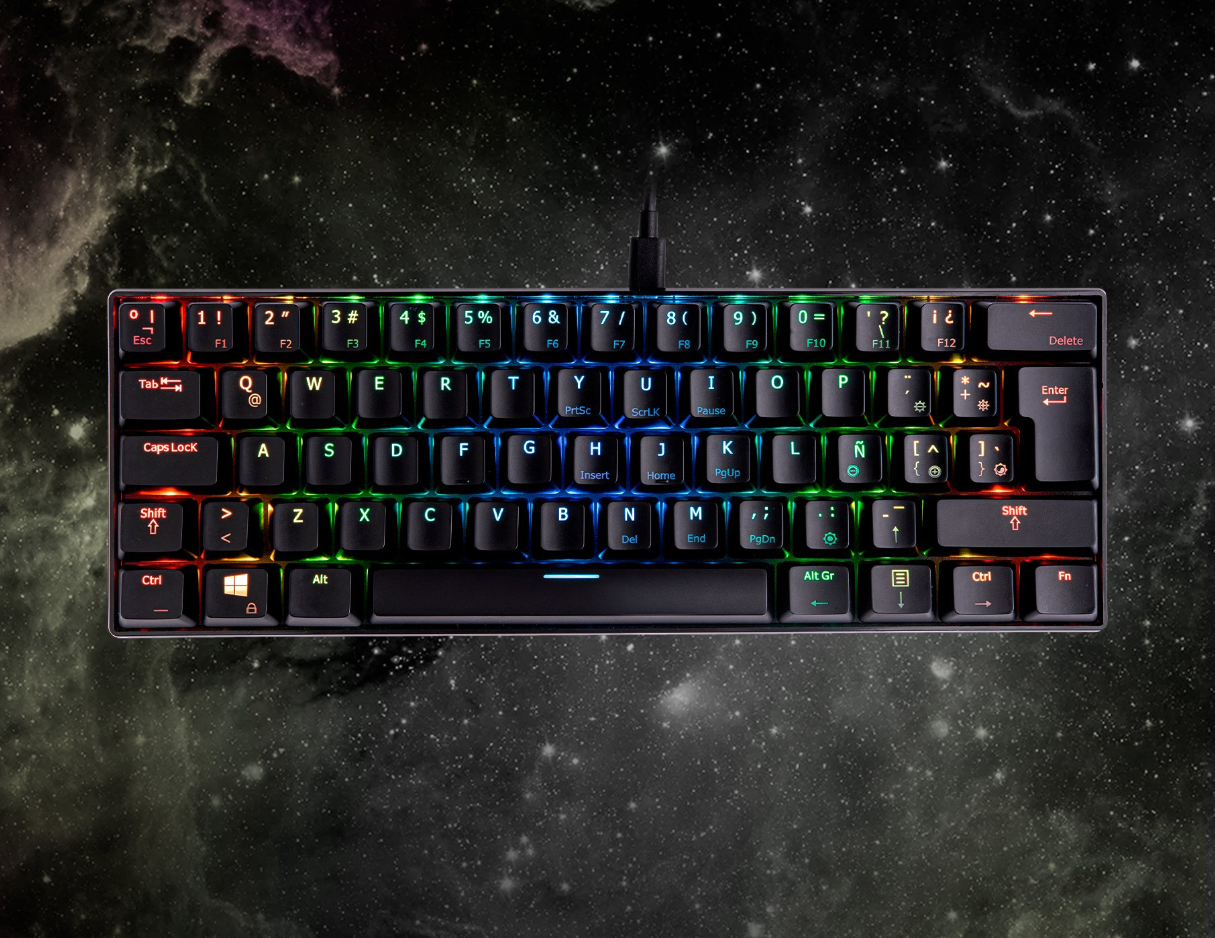 º | ¬ Esc 1 ! F1 2 " F2 3 # F3 4 $ F4 5 % F5 6 & F6 7 / F7 8 ( F8 9 ) F9 0 = F10 ' ? \ F11 ¡ ¿ F12 ← Delete
Tab Q @ W E R T Y PrtSc U ScrLK I Pause O P ¨ ´ * ~ + Enter
Caps LocK A S D F G H Insert J Home K PgUp L Ñ [ ^ { ] ` }
Shift ⇧ > < Z X C V B N Del M End , ; PgDn . : - ¯ ↑ Shift ⇧
Ctrl _ Alt Alt Gr ← ↓ Ctrl → Fn